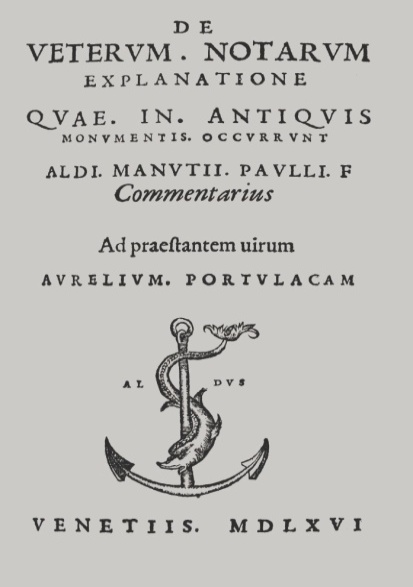 DE
VETERVM. NOTARVM
EXPLANATIONE
QVAE. IN. ANTIQVIS
MONVMENTIS. OCCVRRVNT
ALDI. MANVTII. PAVLLI. F
Commentarius
Ad praeſtantem uirum
AVRELIVM. PORTVLACAM
AL DVS
VENETIIS. MDLXVI